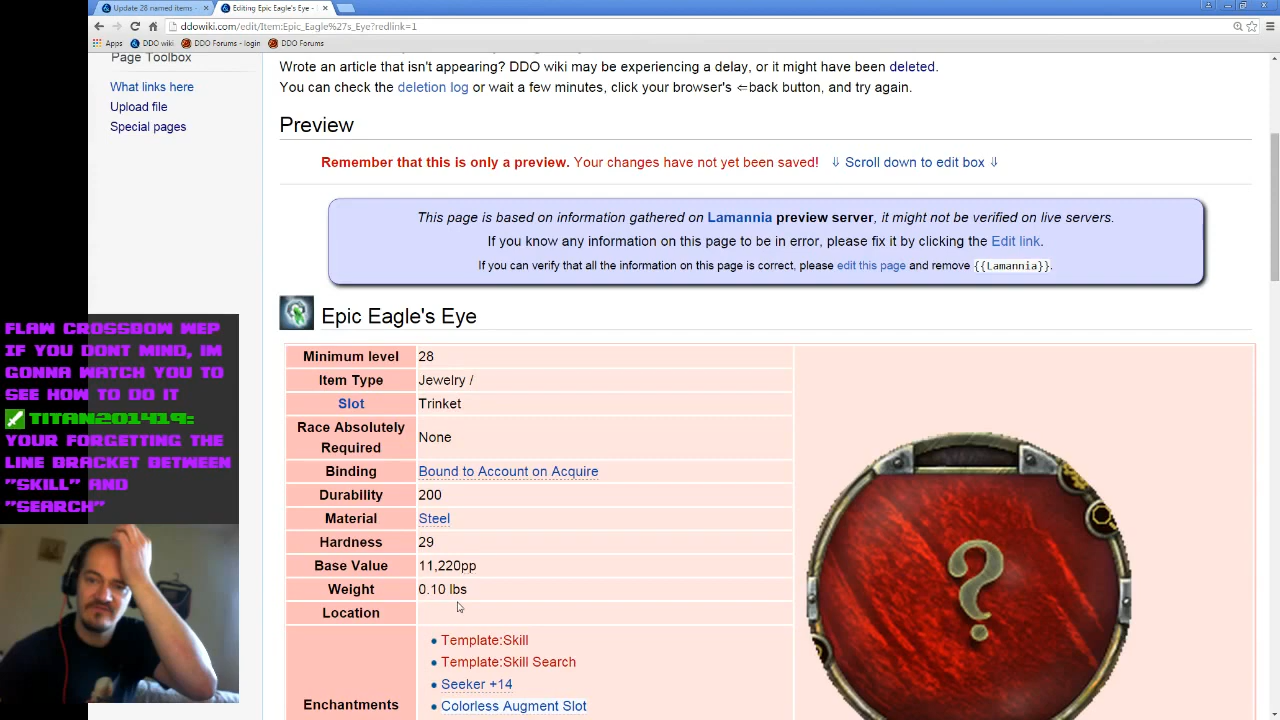 Update 28 named items -
Editing Epic Eagle's Eye -
ddowiki.com/edit/Item:Epic_Eagle%27s_Eye?redlink=1
Apps DDO wiki DDO Forums - login DDO Forums
Page Toolbox
What links here
Upload file
Special pages
Wrote an article that isn't appearing? DDO wiki may be experiencing a delay, or it might have been deleted.
You can check the deletion log or wait a few minutes, click your browser's ⇐back button, and try again.
Preview
Remember that this is only a preview. Your changes have not yet been saved! ⇓ Scroll down to edit box ⇓
This page is based on information gathered on Lamannia preview server, it might not be verified on live servers.
If you know any information on this page to be in error, please fix it by clicking the Edit link.
If you can verify that all the information on this page is correct, please edit this page and remove {{Lamannia}}.
Epic Eagle's Eye
Minimum level 28
Item Type Jewelry /
Slot Trinket
Race Absolutely
Required None
Binding Bound to Account on Acquire
Durability 200
Material Steel
Hardness 29
Base Value 11,220pp
Weight 0.10 lbs
Location
Enchantments
Template:Skill
Template:Skill Search
Seeker +14
Colorless Augment Slot
?
FLAW CROSSBOW WEP
IF YOU DONT MIND, IM
GONNA WATCH YOU TO
SEE HOW TO DO IT
TITAN201419:
YOUR FORGETTING THE
LINE BRACKET BETWEEN
"SKILL" AND
"SEARCH"